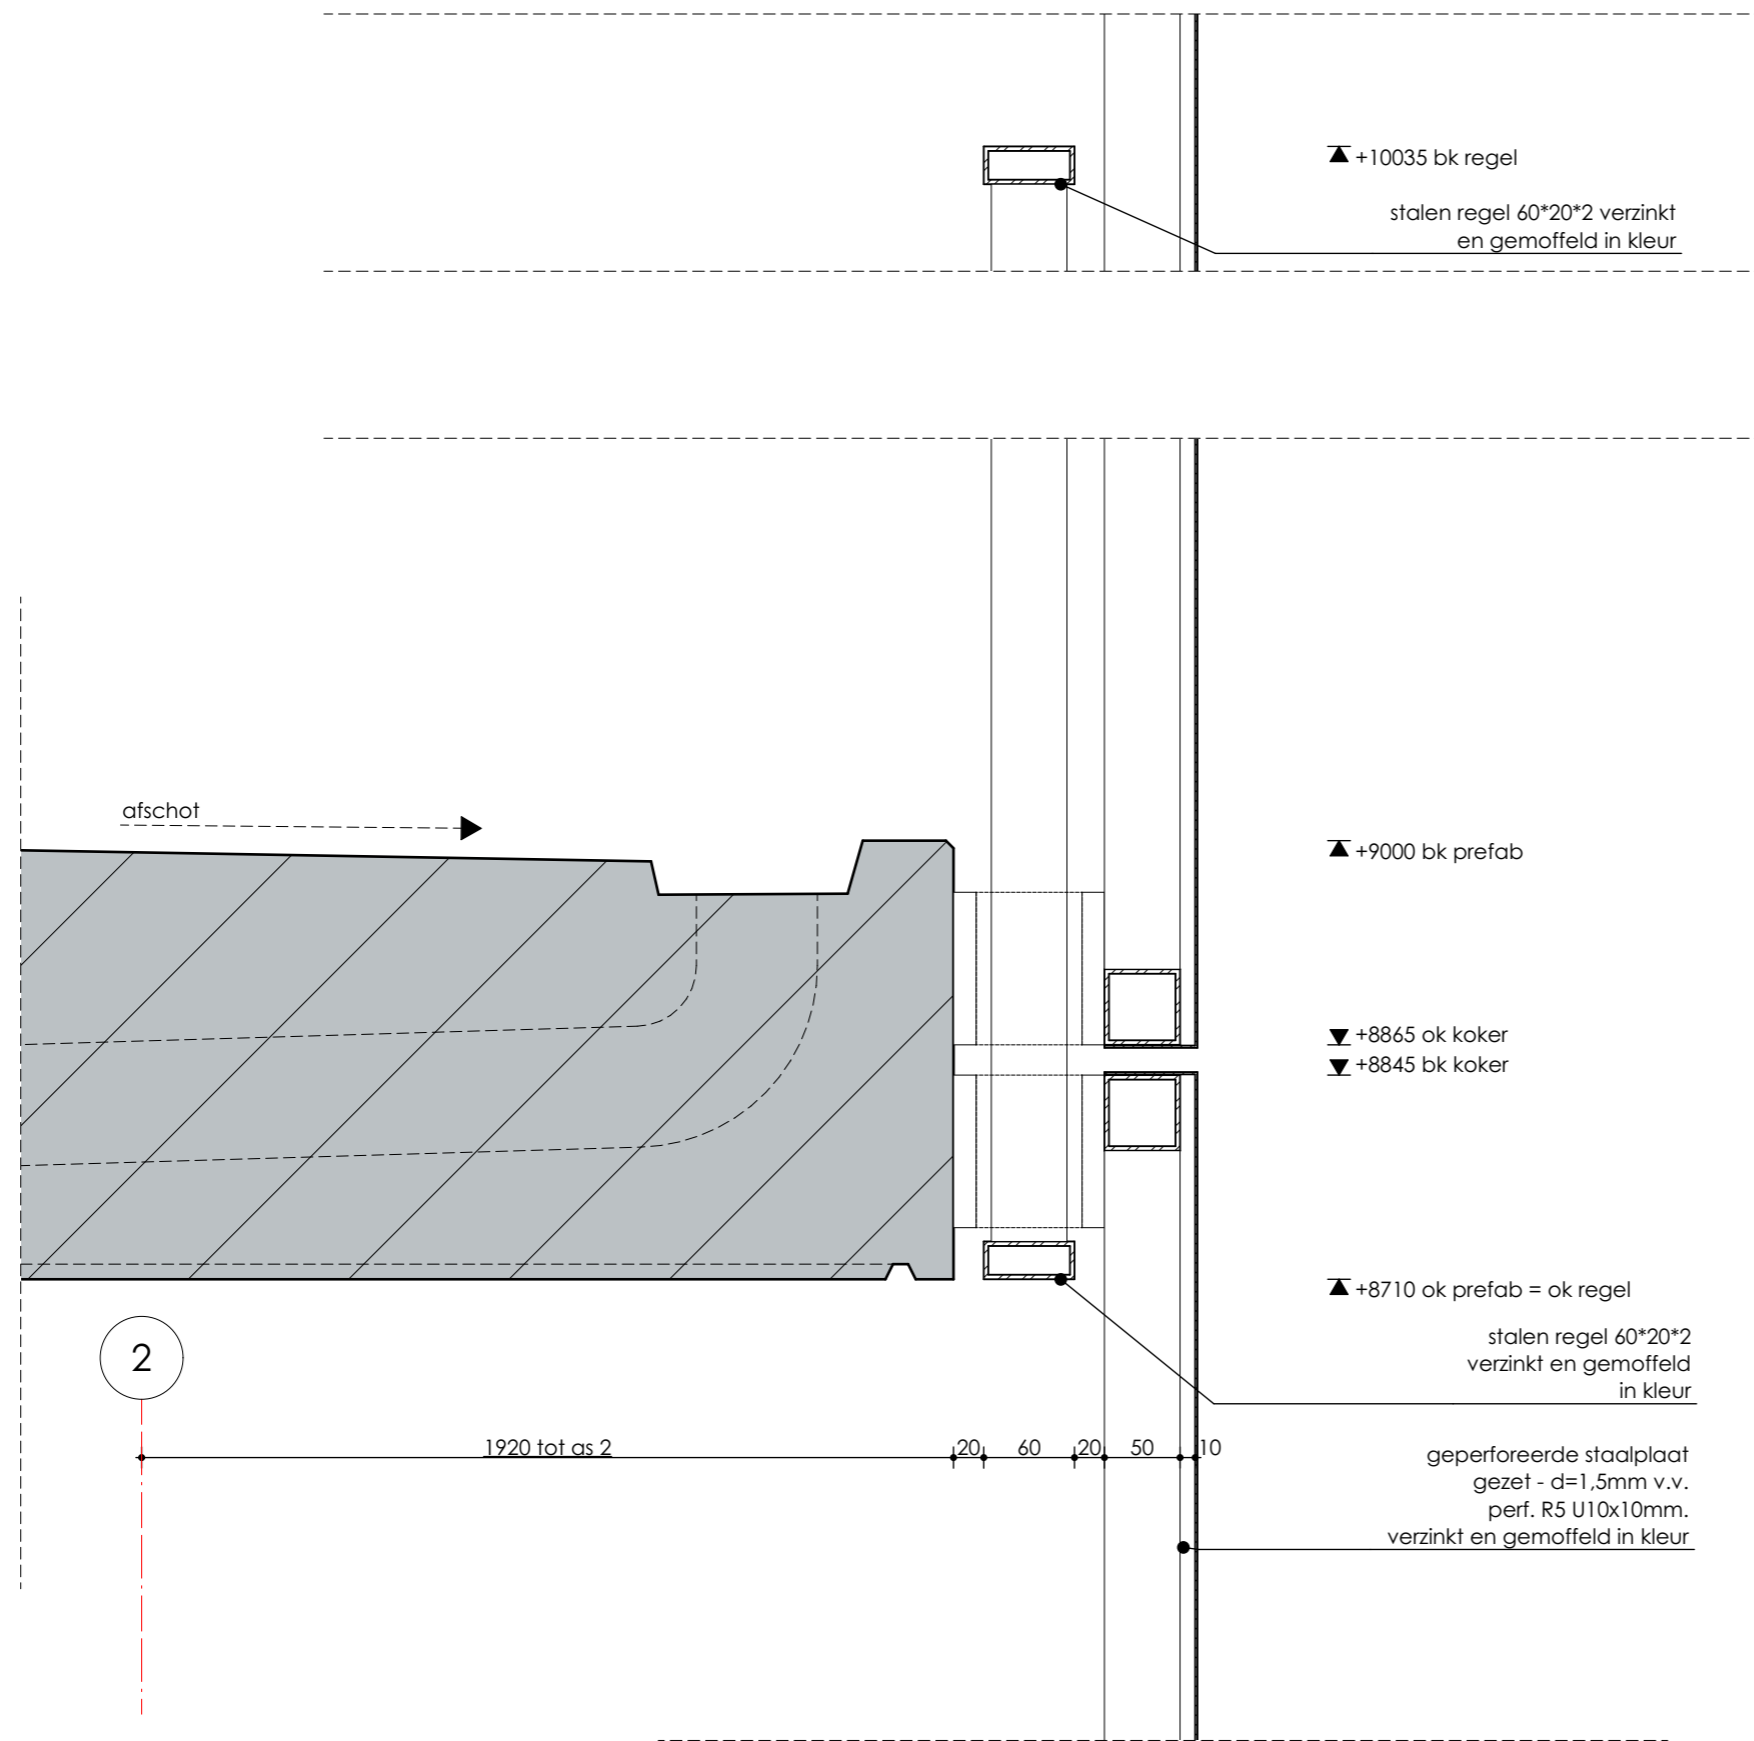 +10035 bk regel
stalen regel 60*20*2 verzinkt
en gemoffeld in kleur
afschot
+9000 bk prefab
+8865 ok koker
+8845 bk koker
+8710 ok prefab = ok regel
stalen regel 60*20*2
verzinkt en gemoffeld
in kleur
2
1920 tot as 2
20 60 20 50 10
geperforeerde staalplaat
gezet - d=1,5mm v.v.
perf. R5 U10x10mm.
verzinkt en gemoffeld in kleur